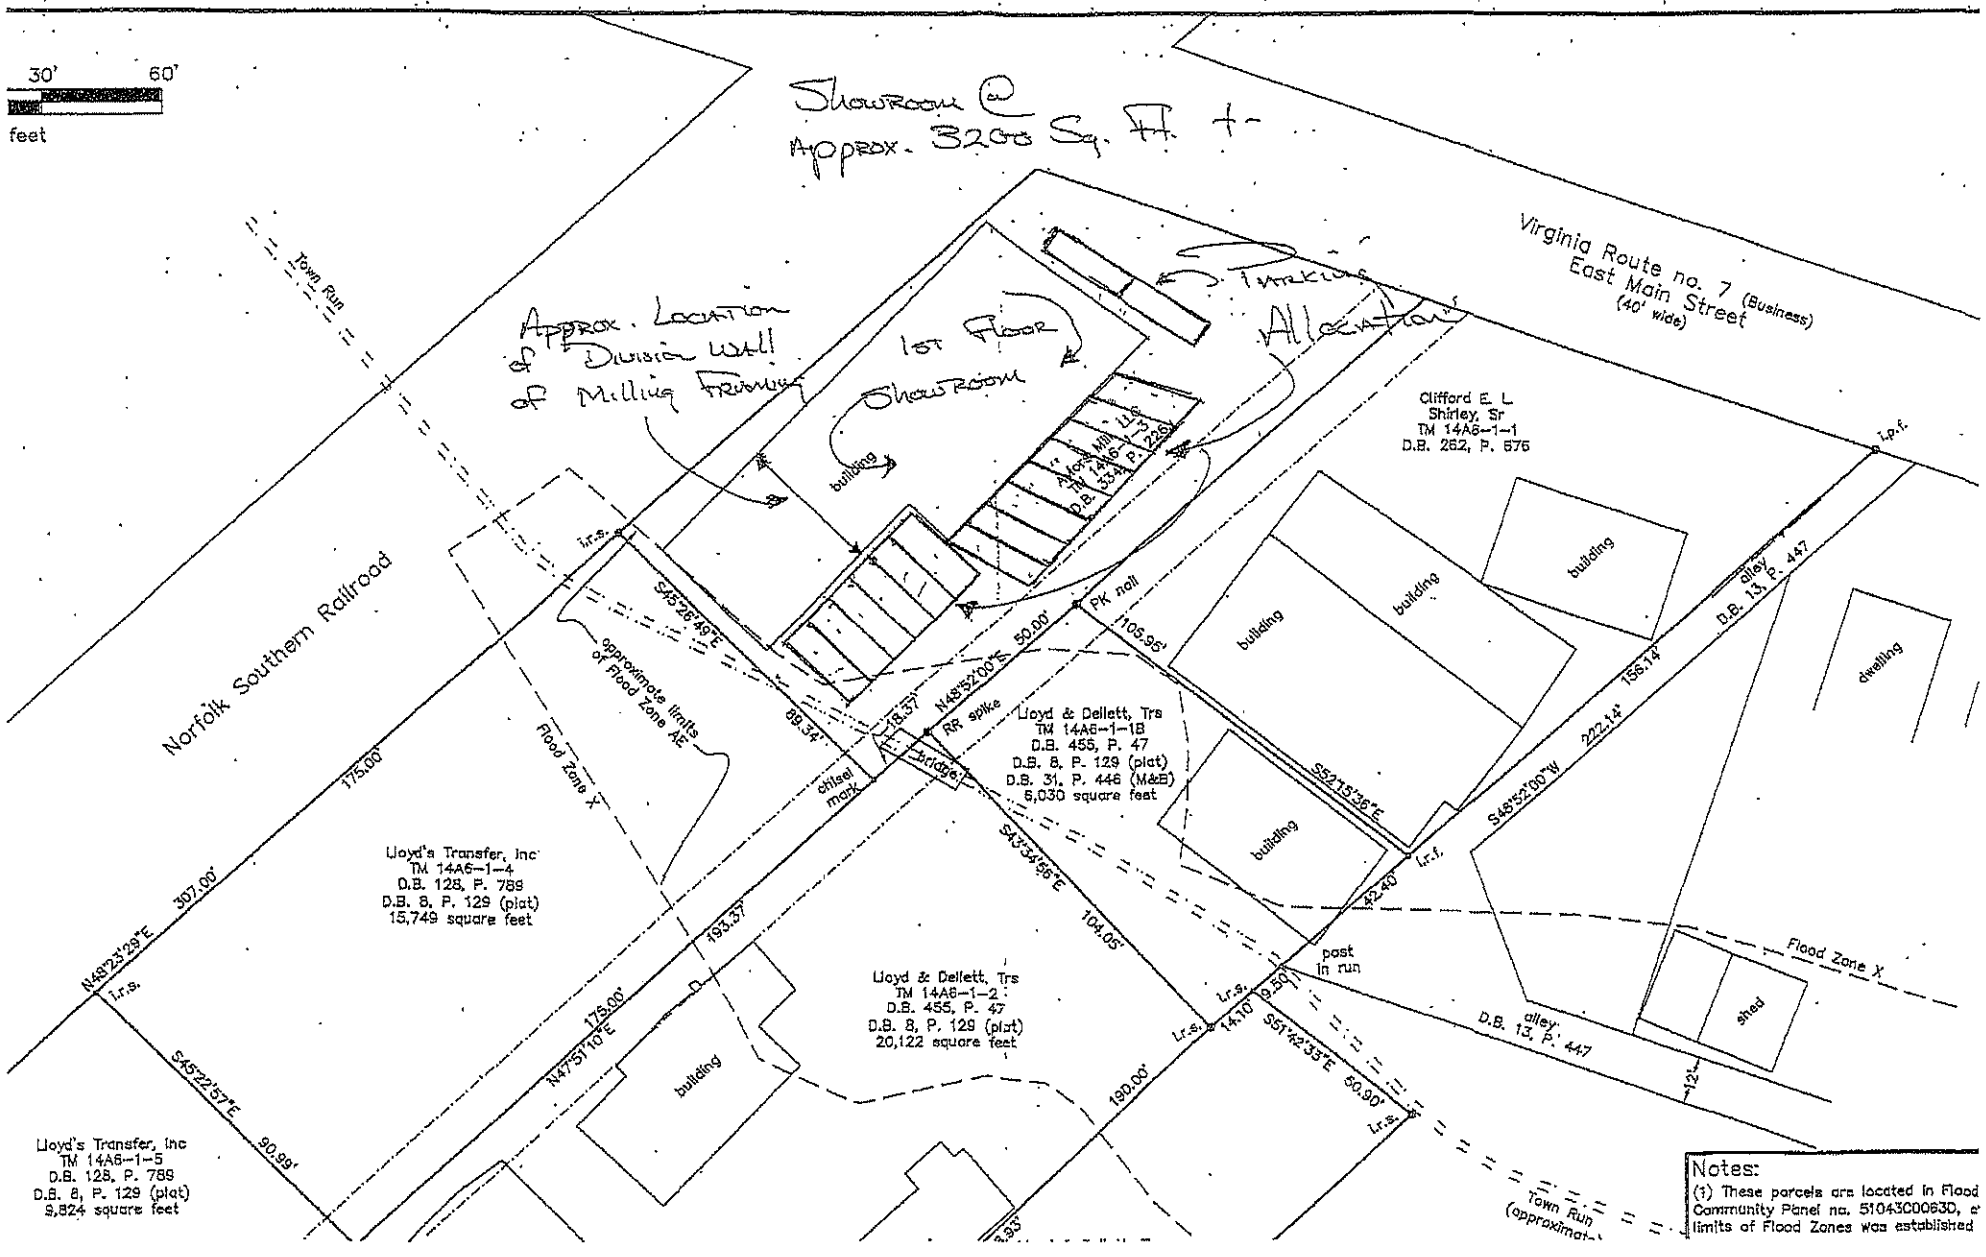 30' 60'
feet
Showroom @
Approx. 3200 Sq. Ft. +-
Town Run
Virginia Route no. 7 (Business)
East Main Street
(40' wide)
Parking
Allocation
Approx. Location
of Division Wall
of Milling
1st Floor
Showroom
building
Alford Mill LLC
TM 14A6-1-3
D.B. 334, P. 226
Clifford E. L.
Shirley, Sr
TM 14A6-1-1
D.B. 262, P. 676
i.p.f.
i.r.s.
S45°26'49"E
89.34'
Norfolk Southern Railroad
approximate limits
of Flood Zone AE
Flood Zone X
PK nail
50.00'
N48°52'00"E
18.37'
RR spike
105.95'
building
building
building
alley
D.B. 13, P. 447
156.14'
222.14'
S48°52'00"W
dwelling
175.00'
chisel
mark
bridge
Lloyd & Dellett, Trs
TM 14A6-1-1B
D.B. 455, P. 47
D.B. 8, P. 129 (plat)
D.B. 31, P. 446 (M&B)
6,030 square feet
S52°15'36"E
building
i.r.f.
42.40'
Lloyd's Transfer, Inc
TM 14A6-1-4
D.B. 128, P. 789
D.B. 8, P. 129 (plat)
15,749 square feet
307.00'
N48°23'29"E
i.r.s.
193.37'
S43°34'56"E
104.05'
post
in run
Flood Zone X
Lloyd & Dellett, Trs
TM 14A6-1-2
D.B. 455, P. 47
D.B. 8, P. 129 (plat)
20,122 square feet
175.00'
N47°51'10"E
building
i.r.s.
9.50'
i.r.s.
14.10'
S51°42'33"E
50.90'
i.r.s.
190.00'
alley
D.B. 13, P. 447
shed
12'
S45°22'57"E
90.99'
Lloyd's Transfer, Inc
TM 14A6-1-5
D.B. 128, P. 789
D.B. 8, P. 129 (plat)
9,824 square feet
Town Run
Notes:
(1) These parcels are located in Flood
Community Panel no. 51043C0063D,
limits of Flood Zones was established